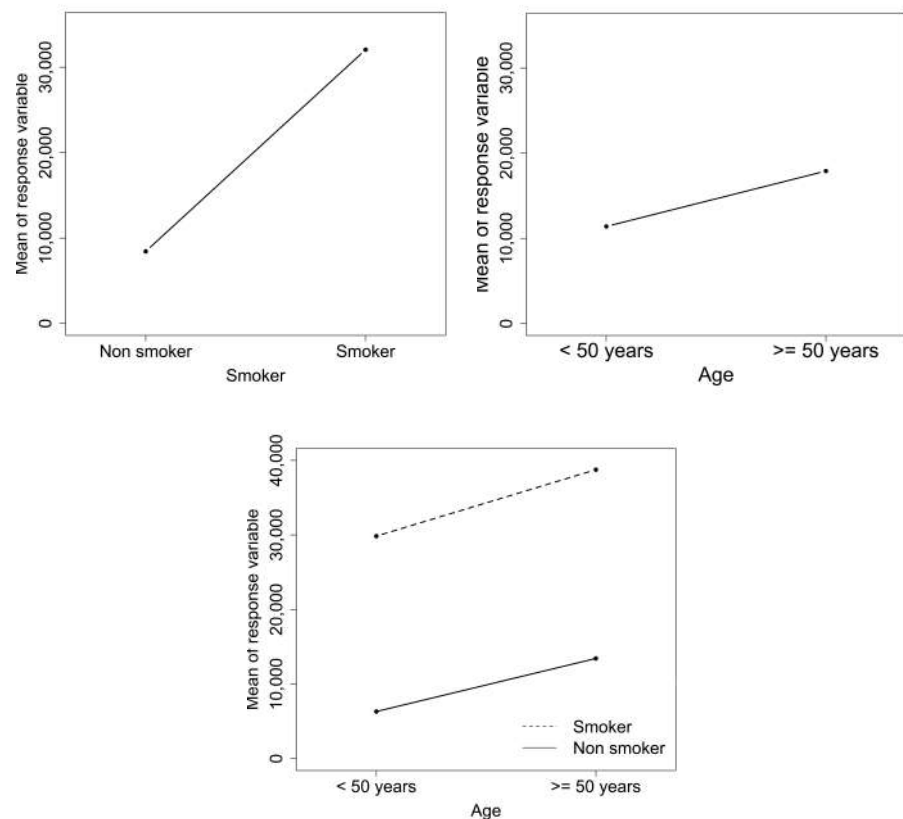 Mean of response variable
30,000
20,000
10,000
0
Non smoker
Smoker
Smoker
Mean of response variable
30,000
20,000
10,000
0
< 50 years
>= 50 years
Age
Mean of response variable
40,000
30,000
20,000
10,000
0
Smoker
Non smoker
< 50 years
>= 50 years
Age